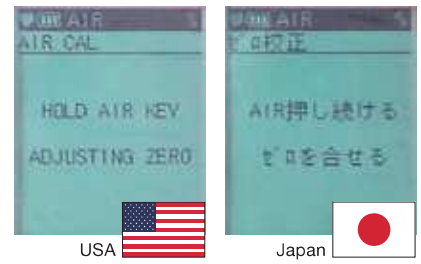 AIR
AIR CAL
HOLD AIR KEY
ADJUSTING ZERO
USA
AIR
ｾﾞﾛ校正
AIR押し続ける
ｾﾞﾛを合せる
Japan